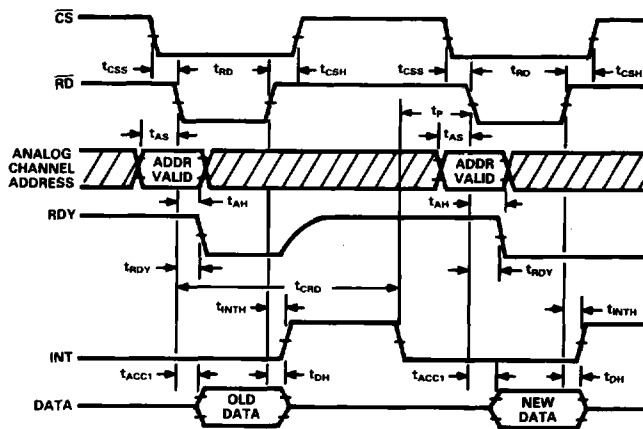 CS
tCSS tRD tCSH tCSS tRD tCSH
RD
tP
tAS tAS
ANALOG CHANNEL ADDRESS
ADDR VALID ADDR VALID
tAH tAH
RDY
tRDY tRDY
tCRD
tINTH tINTH
INT
tACC1 tDH tACC1 tDH
DATA
OLD DATA NEW DATA